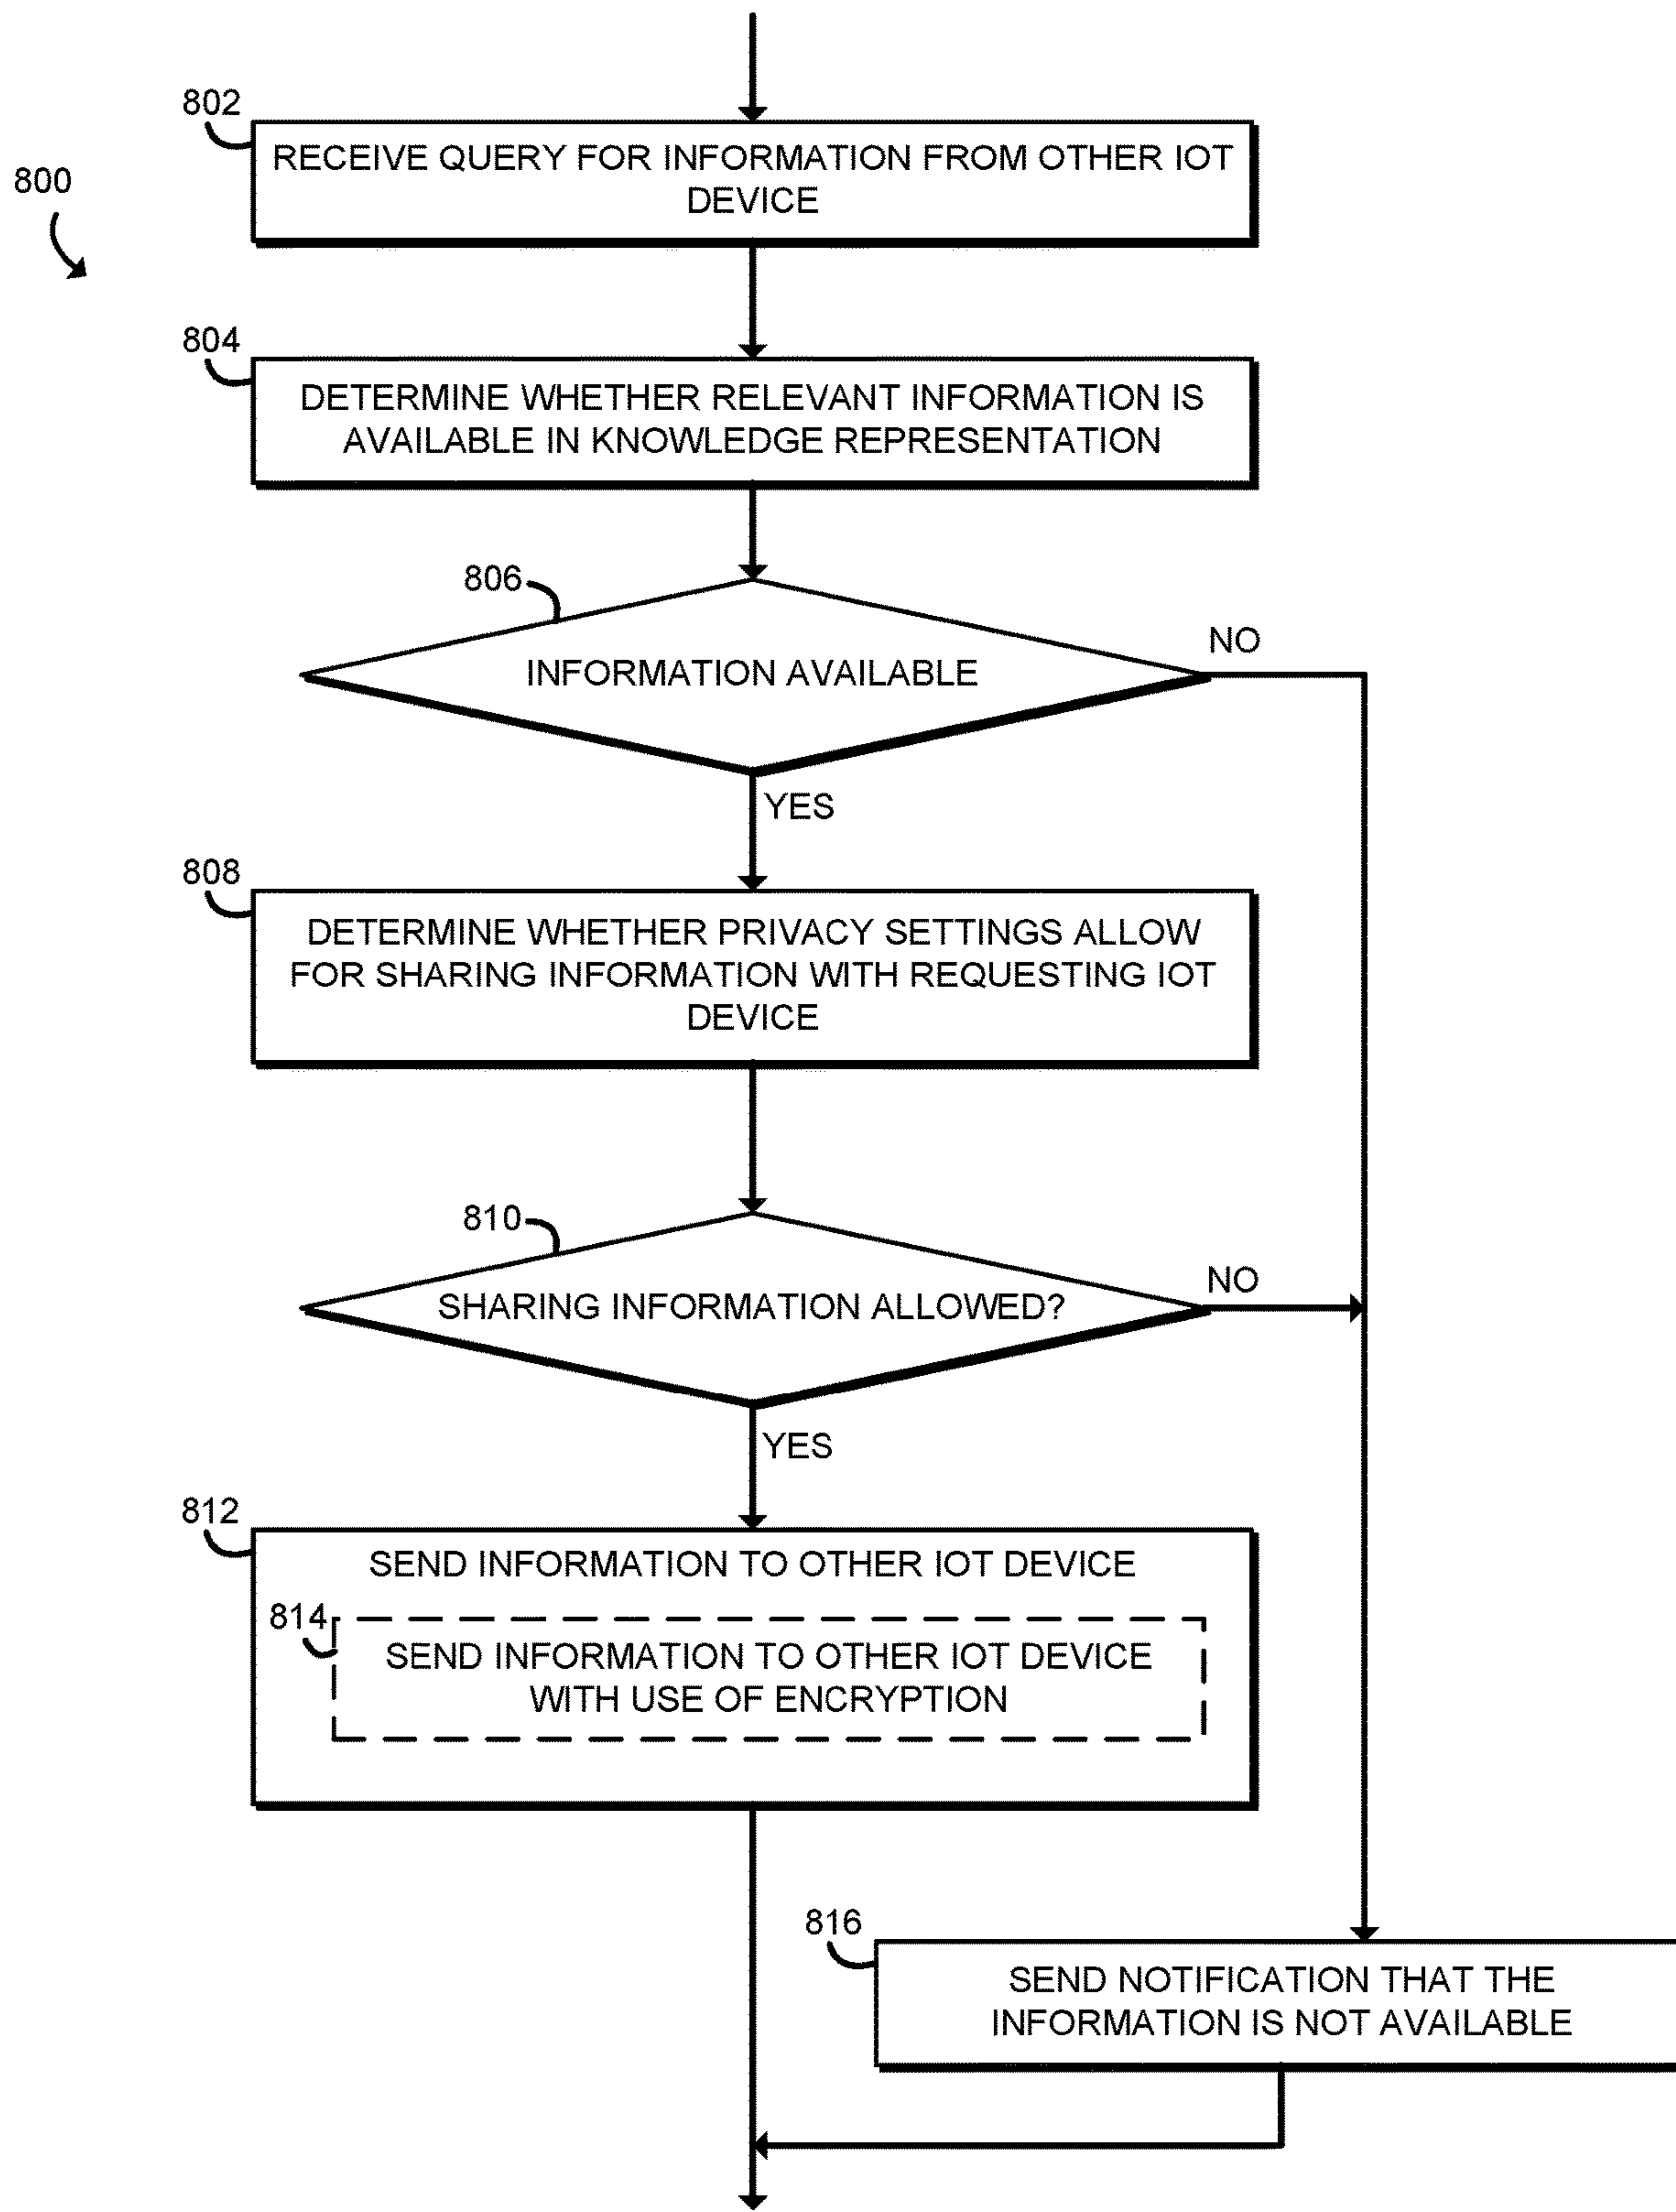 802
RECEIVE QUERY FOR INFORMATION FROM OTHER IOT
DEVICE
800
804
DETERMINE WHETHER RELEVANT INFORMATION IS
AVAILABLE IN KNOWLEDGE REPRESENTATION
806
NO
INFORMATION AVAILABLE
YES
808
DETERMINE WHETHER PRIVACY SETTINGS ALLOW
FOR SHARING INFORMATION WITH REQUESTING IOT
DEVICE
810
NO
SHARING INFORMATION ALLOWED?
YES
812
SEND INFORMATION TO OTHER IOT DEVICE
814
SEND INFORMATION TO OTHER IOT DEVICE
WITH USE OF ENCRYPTION
816
SEND NOTIFICATION THAT THE
INFORMATION IS NOT AVAILABLE